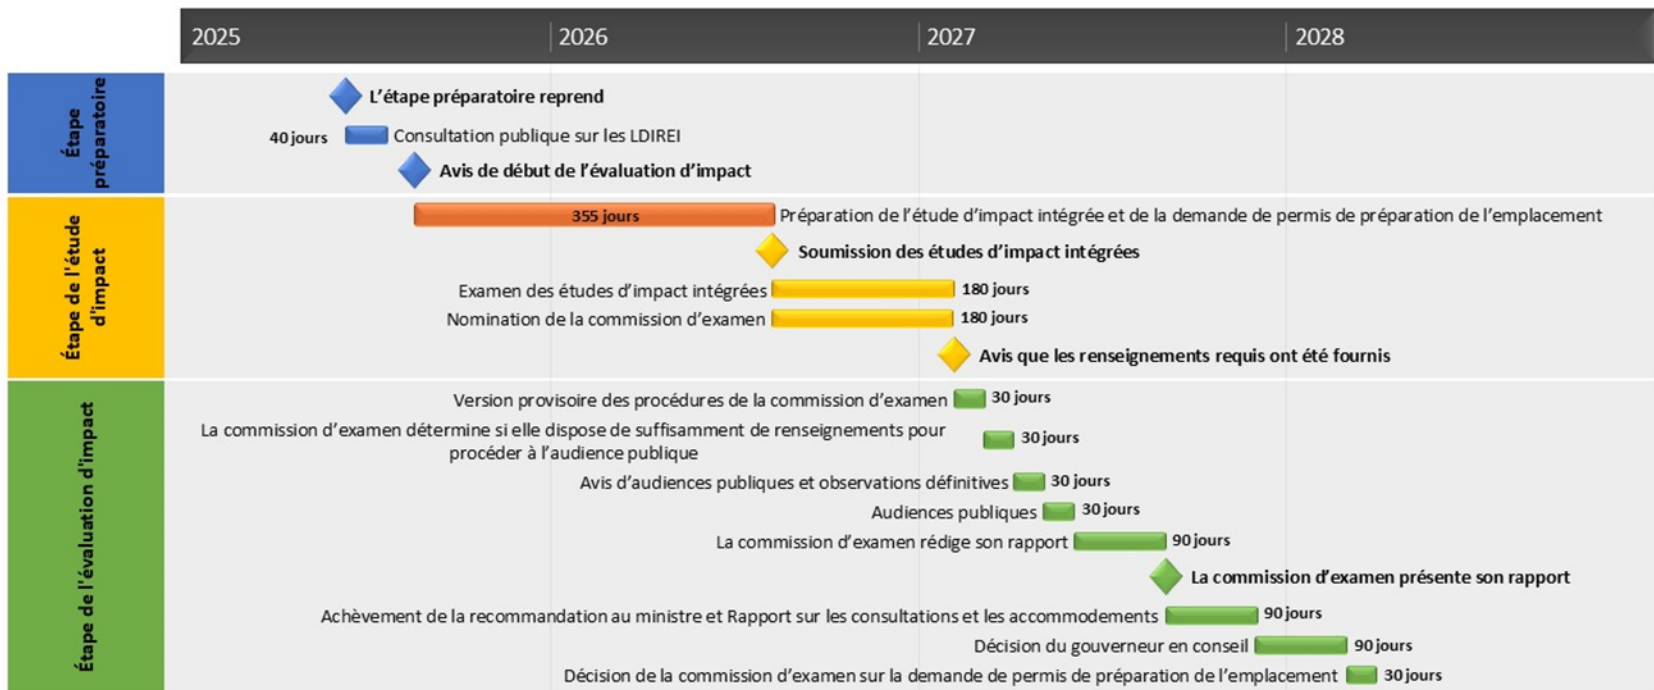 2025
2026
2027
2028
Étape
préparatoire
L’étape préparatoire reprend
40 jours
Consultation publique sur les LDIREI
Avis de début de l’évaluation d’impact
Étape de l'étude
d'impact
355 jours
Préparation de l’étude d’impact intégrée et de la demande de permis de préparation de l’emplacement
Soumission des études d’impact intégrées
Examen des études d’impact intégrées
180 jours
Nomination de la commission d’examen
180 jours
Avis que les renseignements requis ont été fournis
Étape de l'évaluation d'impact
Version provisoire des procédures de la commission d’examen
30 jours
La commission d’examen détermine si elle dispose de suffisamment de renseignements pour
procéder à l’audience publique
30 jours
Avis d’audiences publiques et observations définitives
30 jours
Audiences publiques
30 jours
La commission d’examen rédige son rapport
90 jours
La commission d’examen présente son rapport
Achèvement de la recommandation au ministre et Rapport sur les consultations et les accommodements
90 jours
Décision du gouverneur en conseil
90 jours
Décision de la commission d’examen sur la demande de permis de préparation de l’emplacement
30 jours